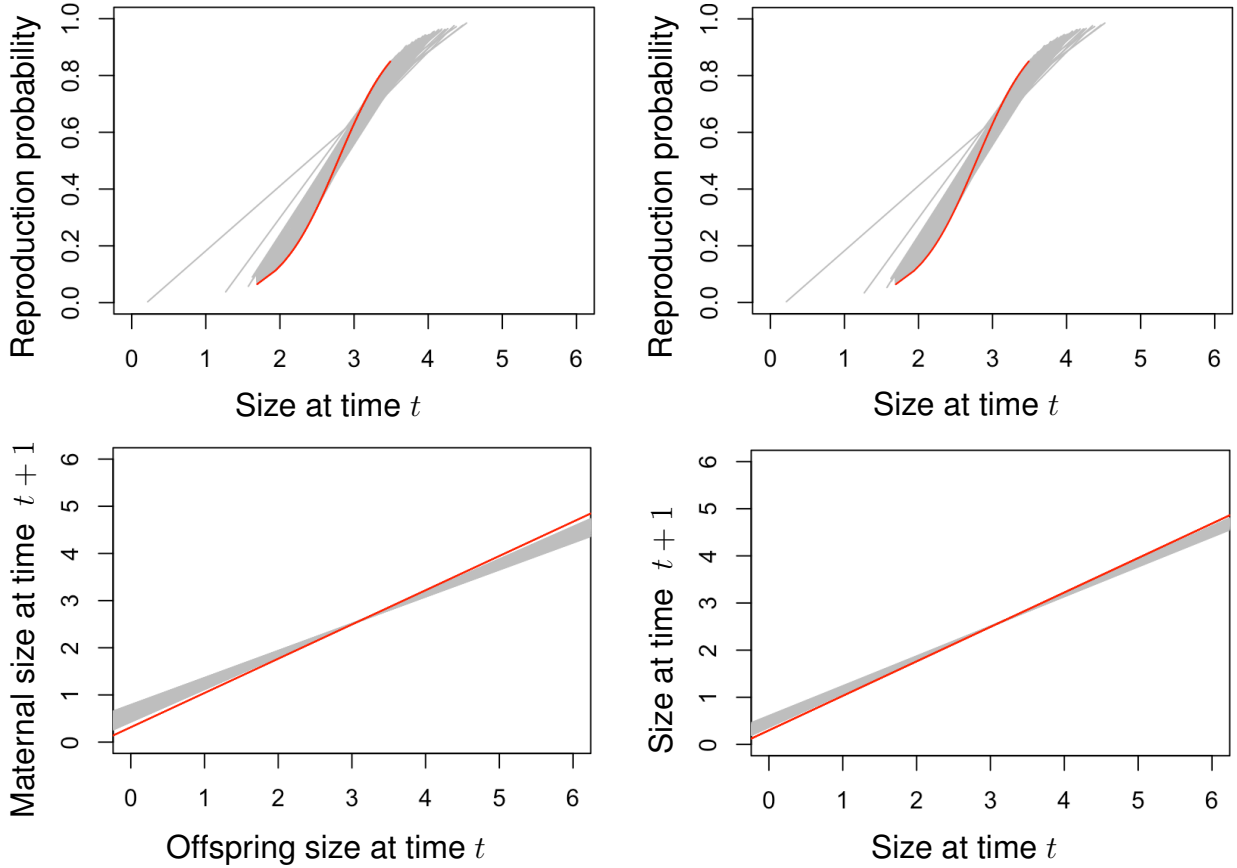 Reproduction probability
0.0 0.2 0.4 0.6 0.8 1.0
0 1 2 3 4 5 6
Size at time t
Reproduction probability
0.0 0.2 0.4 0.6 0.8 1.0
0 1 2 3 4 5 6
Size at time t
Maternal size at time t + 1
0 1 2 3 4 5 6
0 1 2 3 4 5 6
Offspring size at time t
Size at time t + 1
0 1 2 3 4 5 6
0 1 2 3 4 5 6
Size at time t